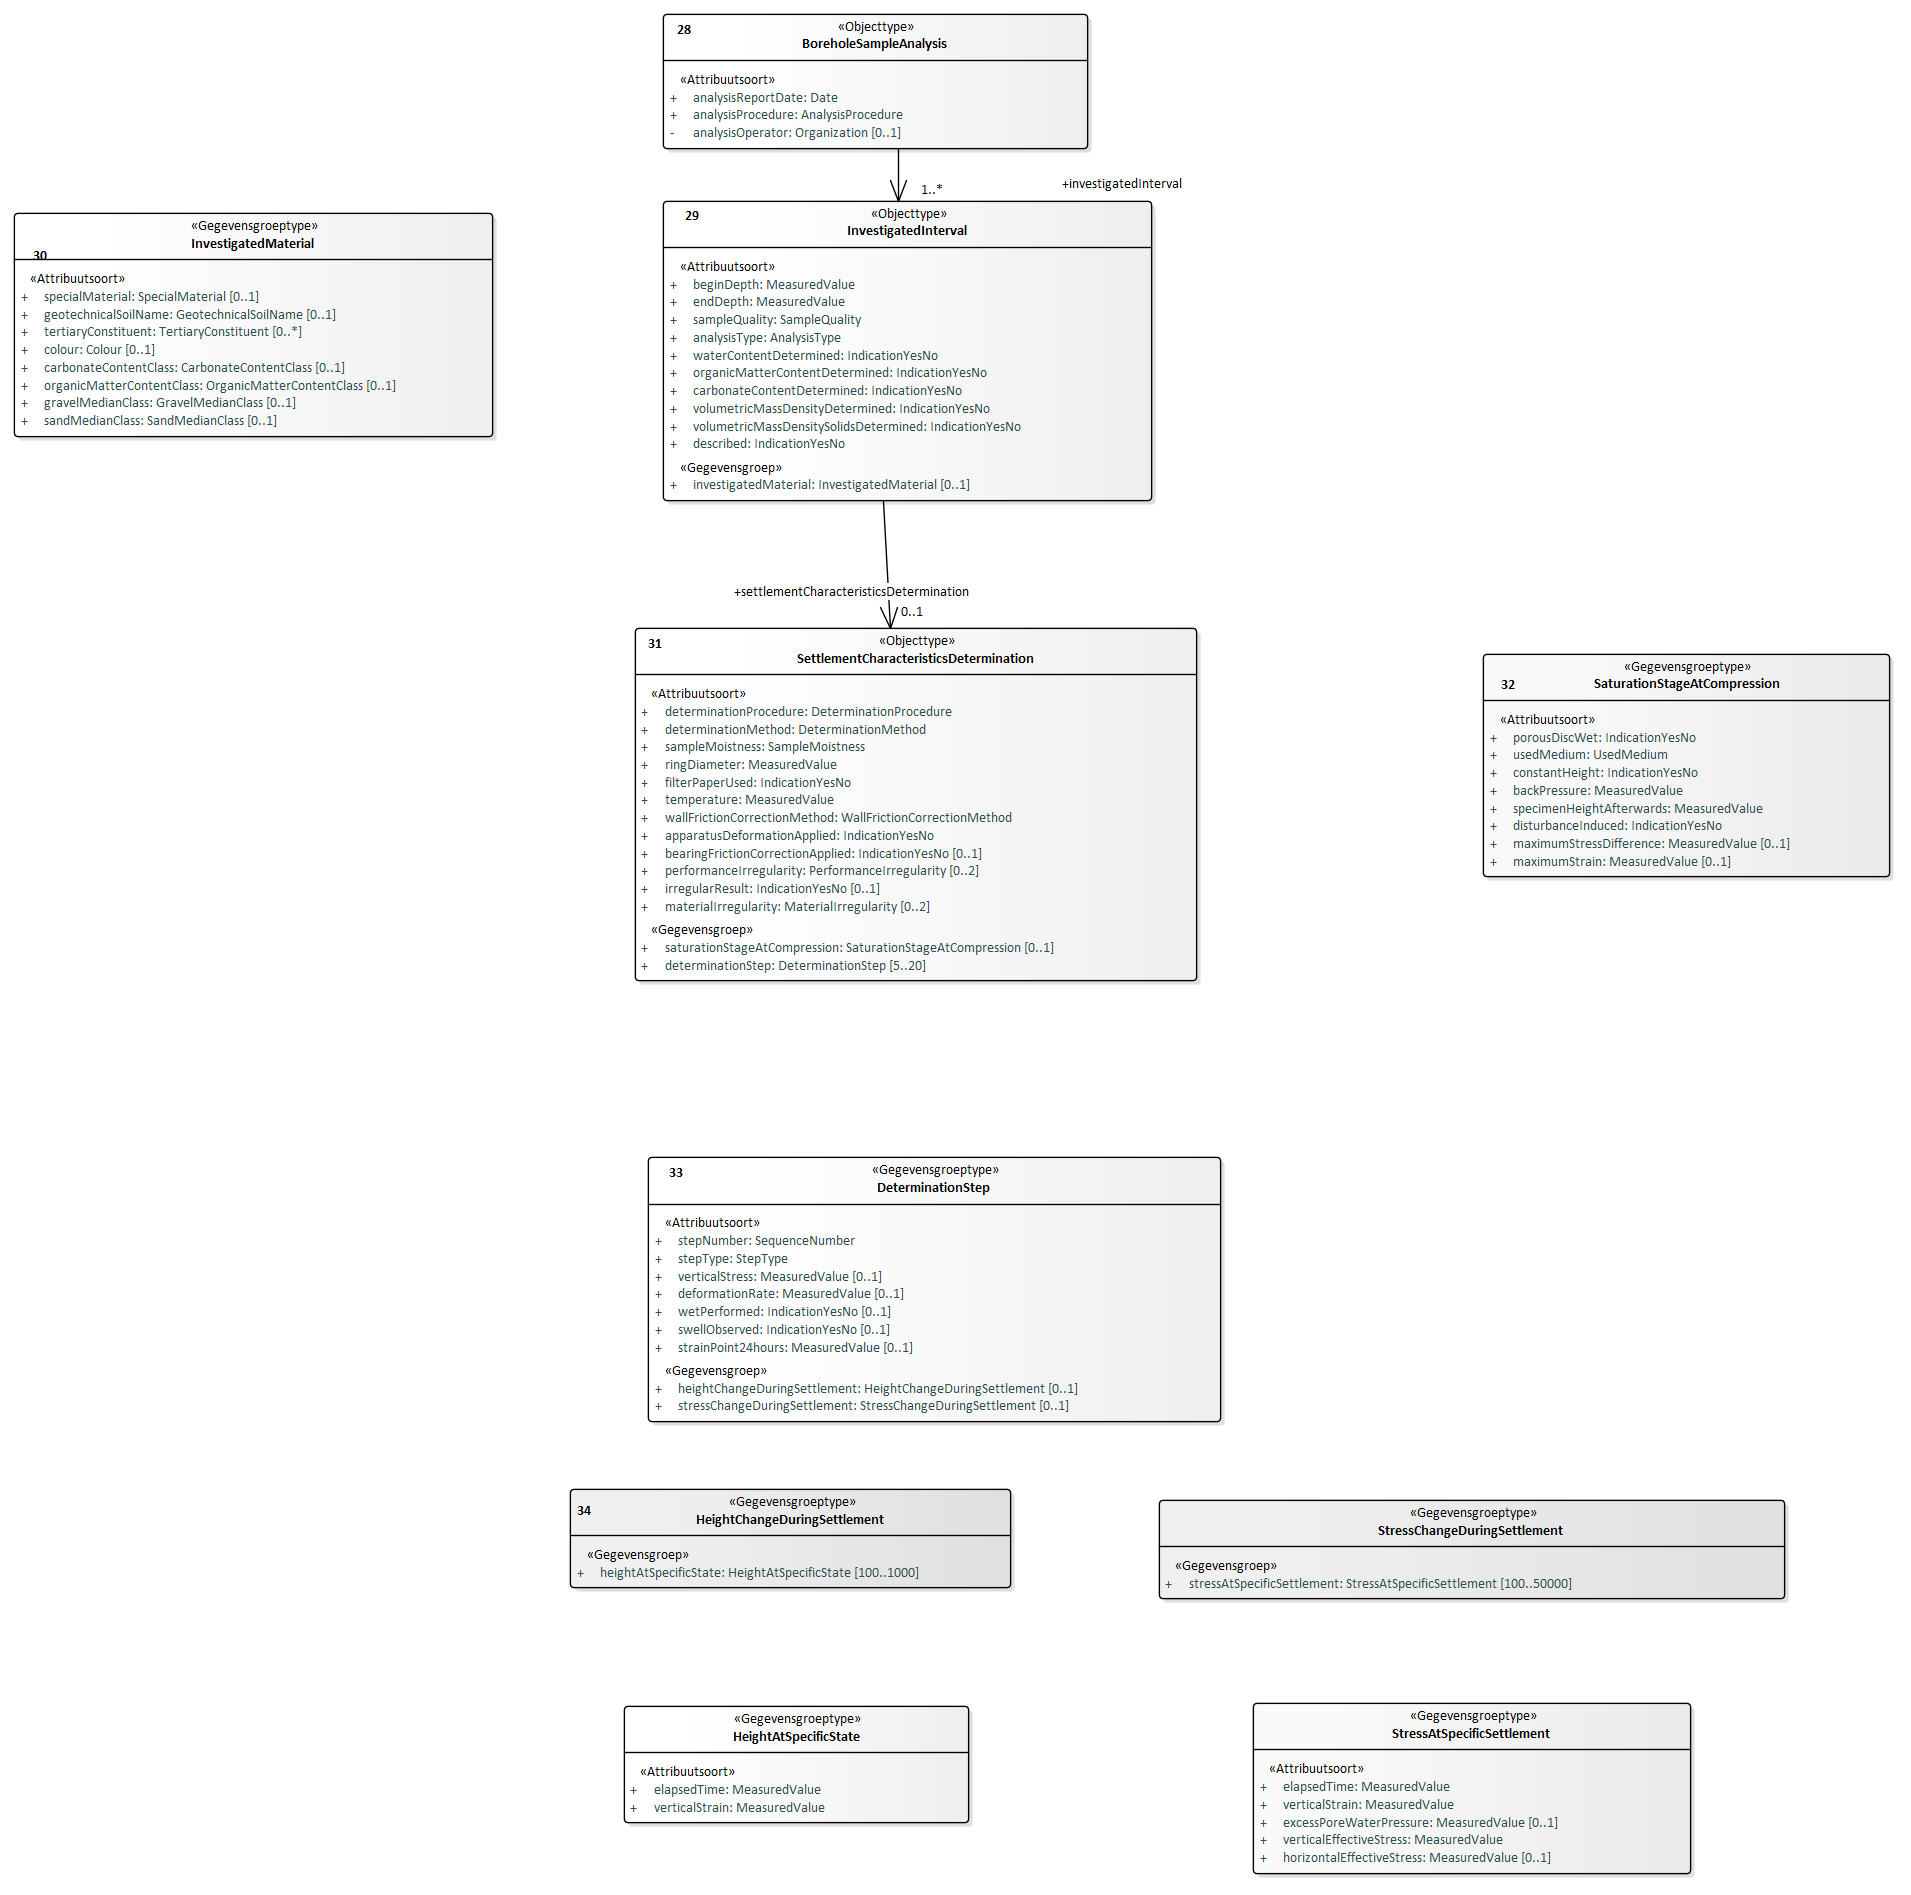 28
«Objecttype»
BoreholeSampleAnalysis
«Attribuutsoort»
+ analysisReportDate: Date
+ analysisProcedure: AnalysisProcedure
- analysisOperator: Organization [0..1]
1..*
+investigatedInterval
«Gegevensgroeptype»
InvestigatedMaterial
30
«Attribuutsoort»
+ specialMaterial: SpecialMaterial [0..1]
+ geotechnicalSoilName: GeotechnicalSoilName [0..1]
+ tertiaryConstituent: TertiaryConstituent [0..*]
+ colour: Colour [0..1]
+ carbonateContentClass: CarbonateContentClass [0..1]
+ organicMatterContentClass: OrganicMatterContentClass [0..1]
+ gravelMedianClass: GravelMedianClass [0..1]
+ sandMedianClass: SandMedianClass [0..1]
29
«Objecttype»
InvestigatedInterval
«Attribuutsoort»
+ beginDepth: MeasuredValue
+ endDepth: MeasuredValue
+ sampleQuality: SampleQuality
+ analysisType: AnalysisType
+ waterContentDetermined: IndicationYesNo
+ organicMatterContentDetermined: IndicationYesNo
+ carbonateContentDetermined: IndicationYesNo
+ volumetricMassDensityDetermined: IndicationYesNo
+ volumetricMassDensitySolidsDetermined: IndicationYesNo
+ described: IndicationYesNo
«Gegevensgroep»
+ investigatedMaterial: InvestigatedMaterial [0..1]
+settlementCharacteristicsDetermination
0..1
31
«Objecttype»
SettlementCharacteristicsDetermination
«Attribuutsoort»
+ determinationProcedure: DeterminationProcedure
+ determinationMethod: DeterminationMethod
+ sampleMoistness: SampleMoistness
+ ringDiameter: MeasuredValue
+ filterPaperUsed: IndicationYesNo
+ temperature: MeasuredValue
+ wallFrictionCorrectionMethod: WallFrictionCorrectionMethod
+ apparatusDeformationApplied: IndicationYesNo
+ bearingFrictionCorrectionApplied: IndicationYesNo [0..1]
+ performanceIrregularity: PerformanceIrregularity [0..2]
+ irregularResult: IndicationYesNo [0..1]
+ materialIrregularity: MaterialIrregularity [0..2]
«Gegevensgroep»
+ saturationStageAtCompression: SaturationStageAtCompression [0..1]
+ determinationStep: DeterminationStep [5..20]
«Gegevensgroeptype»
32
SaturationStageAtCompression
«Attribuutsoort»
+ porousDiscWet: IndicationYesNo
+ usedMedium: UsedMedium
+ constantHeight: IndicationYesNo
+ backPressure: MeasuredValue
+ specimenHeightAfterwards: MeasuredValue
+ disturbanceInduced: IndicationYesNo
+ maximumStressDifference: MeasuredValue [0..1]
+ maximumStrain: MeasuredValue [0..1]
33
«Gegevensgroeptype»
DeterminationStep
«Attribuutsoort»
+ stepNumber: SequenceNumber
+ stepType: StepType
+ verticalStress: MeasuredValue [0..1]
+ deformationRate: MeasuredValue [0..1]
+ wetPerformed: IndicationYesNo [0..1]
+ swellObserved: IndicationYesNo [0..1]
+ strainPoint24hours: MeasuredValue [0..1]
«Gegevensgroep»
+ heightChangeDuringSettlement: HeightChangeDuringSettlement [0..1]
+ stressChangeDuringSettlement: StressChangeDuringSettlement [0..1]
«Gegevensgroeptype»
34
HeightChangeDuringSettlement
«Gegevensgroep»
+ heightAtSpecificState: HeightAtSpecificState [100..1000]
«Gegevensgroeptype»
StressChangeDuringSettlement
«Gegevensgroep»
+ stressAtSpecificSettlement: StressAtSpecificSettlement [100..50000]
«Gegevensgroeptype»
HeightAtSpecificState
«Attribuutsoort»
+ elapsedTime: MeasuredValue
+ verticalStrain: MeasuredValue
«Gegevensgroeptype»
StressAtSpecificSettlement
«Attribuutsoort»
+ elapsedTime: MeasuredValue
+ verticalStrain: MeasuredValue
+ excessPoreWaterPressure: MeasuredValue [0..1]
+ verticalEffectiveStress: MeasuredValue
+ horizontalEffectiveStress: MeasuredValue [0..1]